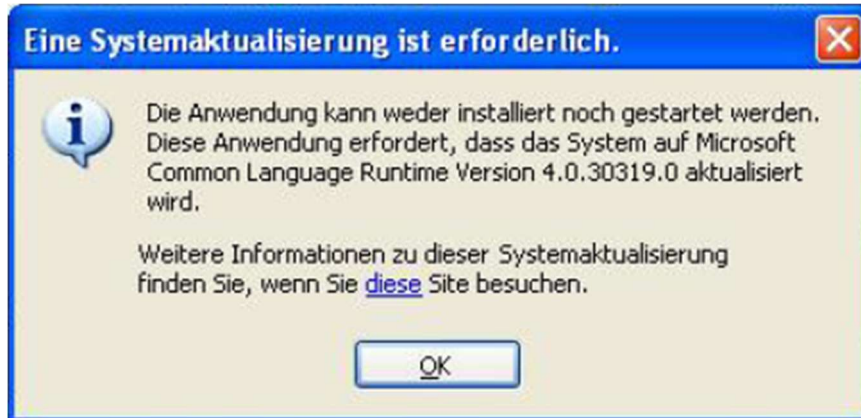 Eine Systemaktualisierung ist erforderlich.
Die Anwendung kann weder installiert noch gestartet werden.
Diese Anwendung erfordert, dass das System auf Microsoft
Common Language Runtime Version 4.0.30319.0 aktualisiert
wird.
Weitere Informationen zu dieser Systemaktualisierung
finden Sie, wenn Sie diese Site besuchen.
OK